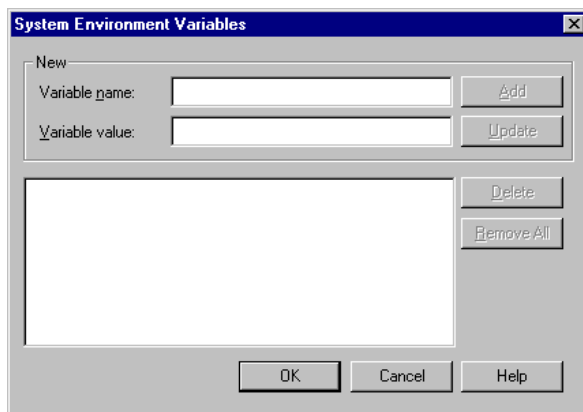 System Environment Variables
New
Variable name:
Add
Variable value:
Update
Delete
Remove All
OK Cancel Help